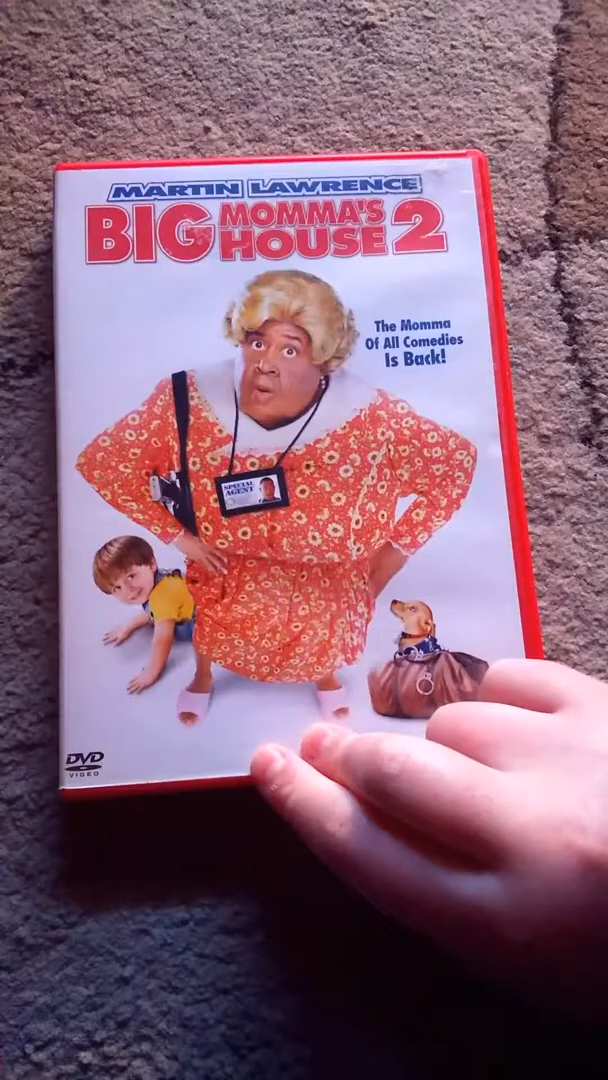 MARTIN LAWRENCE
BIG MOMMA'S HOUSE 2
The Momma
Of All Comedies
Is Back!
SPECIAL
AGENT
DVD
VIDEO